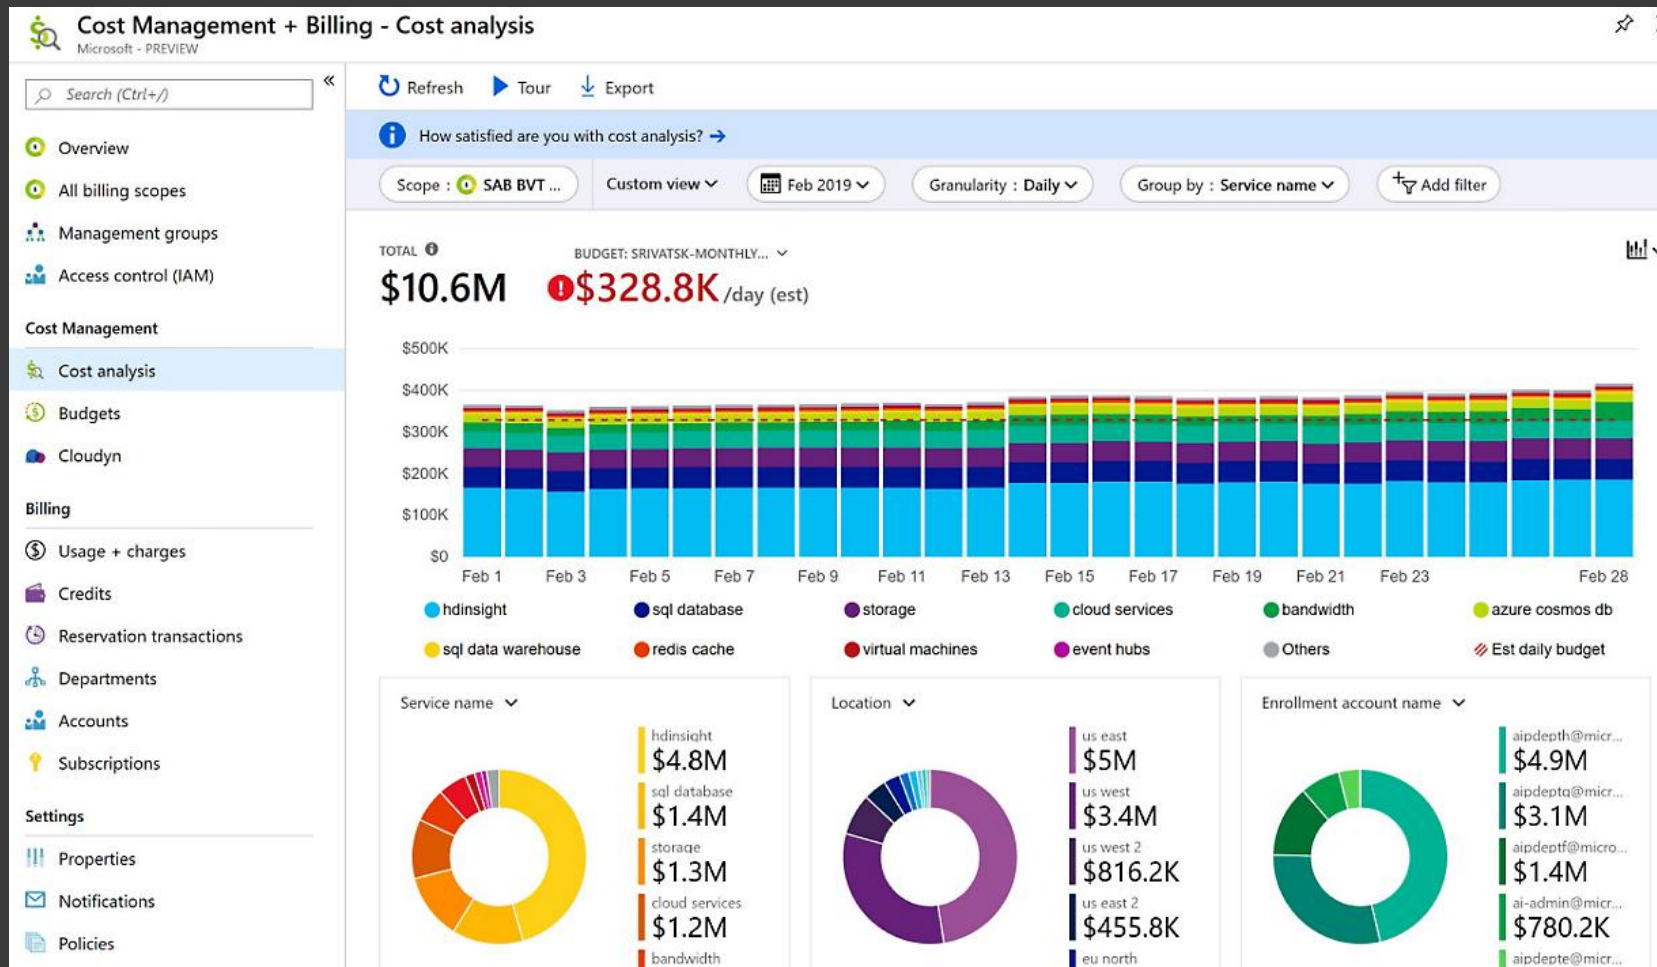 Cost Management + Billing - Cost analysis
Microsoft - PREVIEW
Search (Ctrl+/)
«
Overview
All billing scopes
Management groups
Access control (IAM)
Cost Management
Cost analysis
Budgets
Cloudyn
Billing
Usage + charges
Credits
Reservation transactions
Departments
Accounts
Subscriptions
Settings
Properties
Notifications
Policies
Refresh Tour Export
How satisfied are you with cost analysis? →
Scope : SAB BVT ... Custom view Feb 2019 Granularity : Daily Group by : Service name Add filter
TOTAL
$10.6M
BUDGET: SRIVATSK-MONTHLY...
$328.8K /day (est)
$500K
$400K
$300K
$200K
$100K
$0
Feb 1 Feb 3 Feb 5 Feb 7 Feb 9 Feb 11 Feb 13 Feb 15 Feb 17 Feb 19 Feb 21 Feb 23 Feb 28
hdinsight sql database storage cloud services bandwidth azure cosmos db
sql data warehouse redis cache virtual machines event hubs Others Est daily budget
Service name
hdinsight
$4.8M
sql database
$1.4M
storage
$1.3M
cloud services
$1.2M
bandwidth
Location
us east
$5M
us west
$3.4M
us west 2
$816.2K
us east 2
$455.8K
eu north
Enrollment account name
aipdepth@micr...
$4.9M
aipdeptq@micr...
$3.1M
aipdeptf@micro...
$1.4M
ai-admin@micr...
$780.2K
aipdepte@micr...